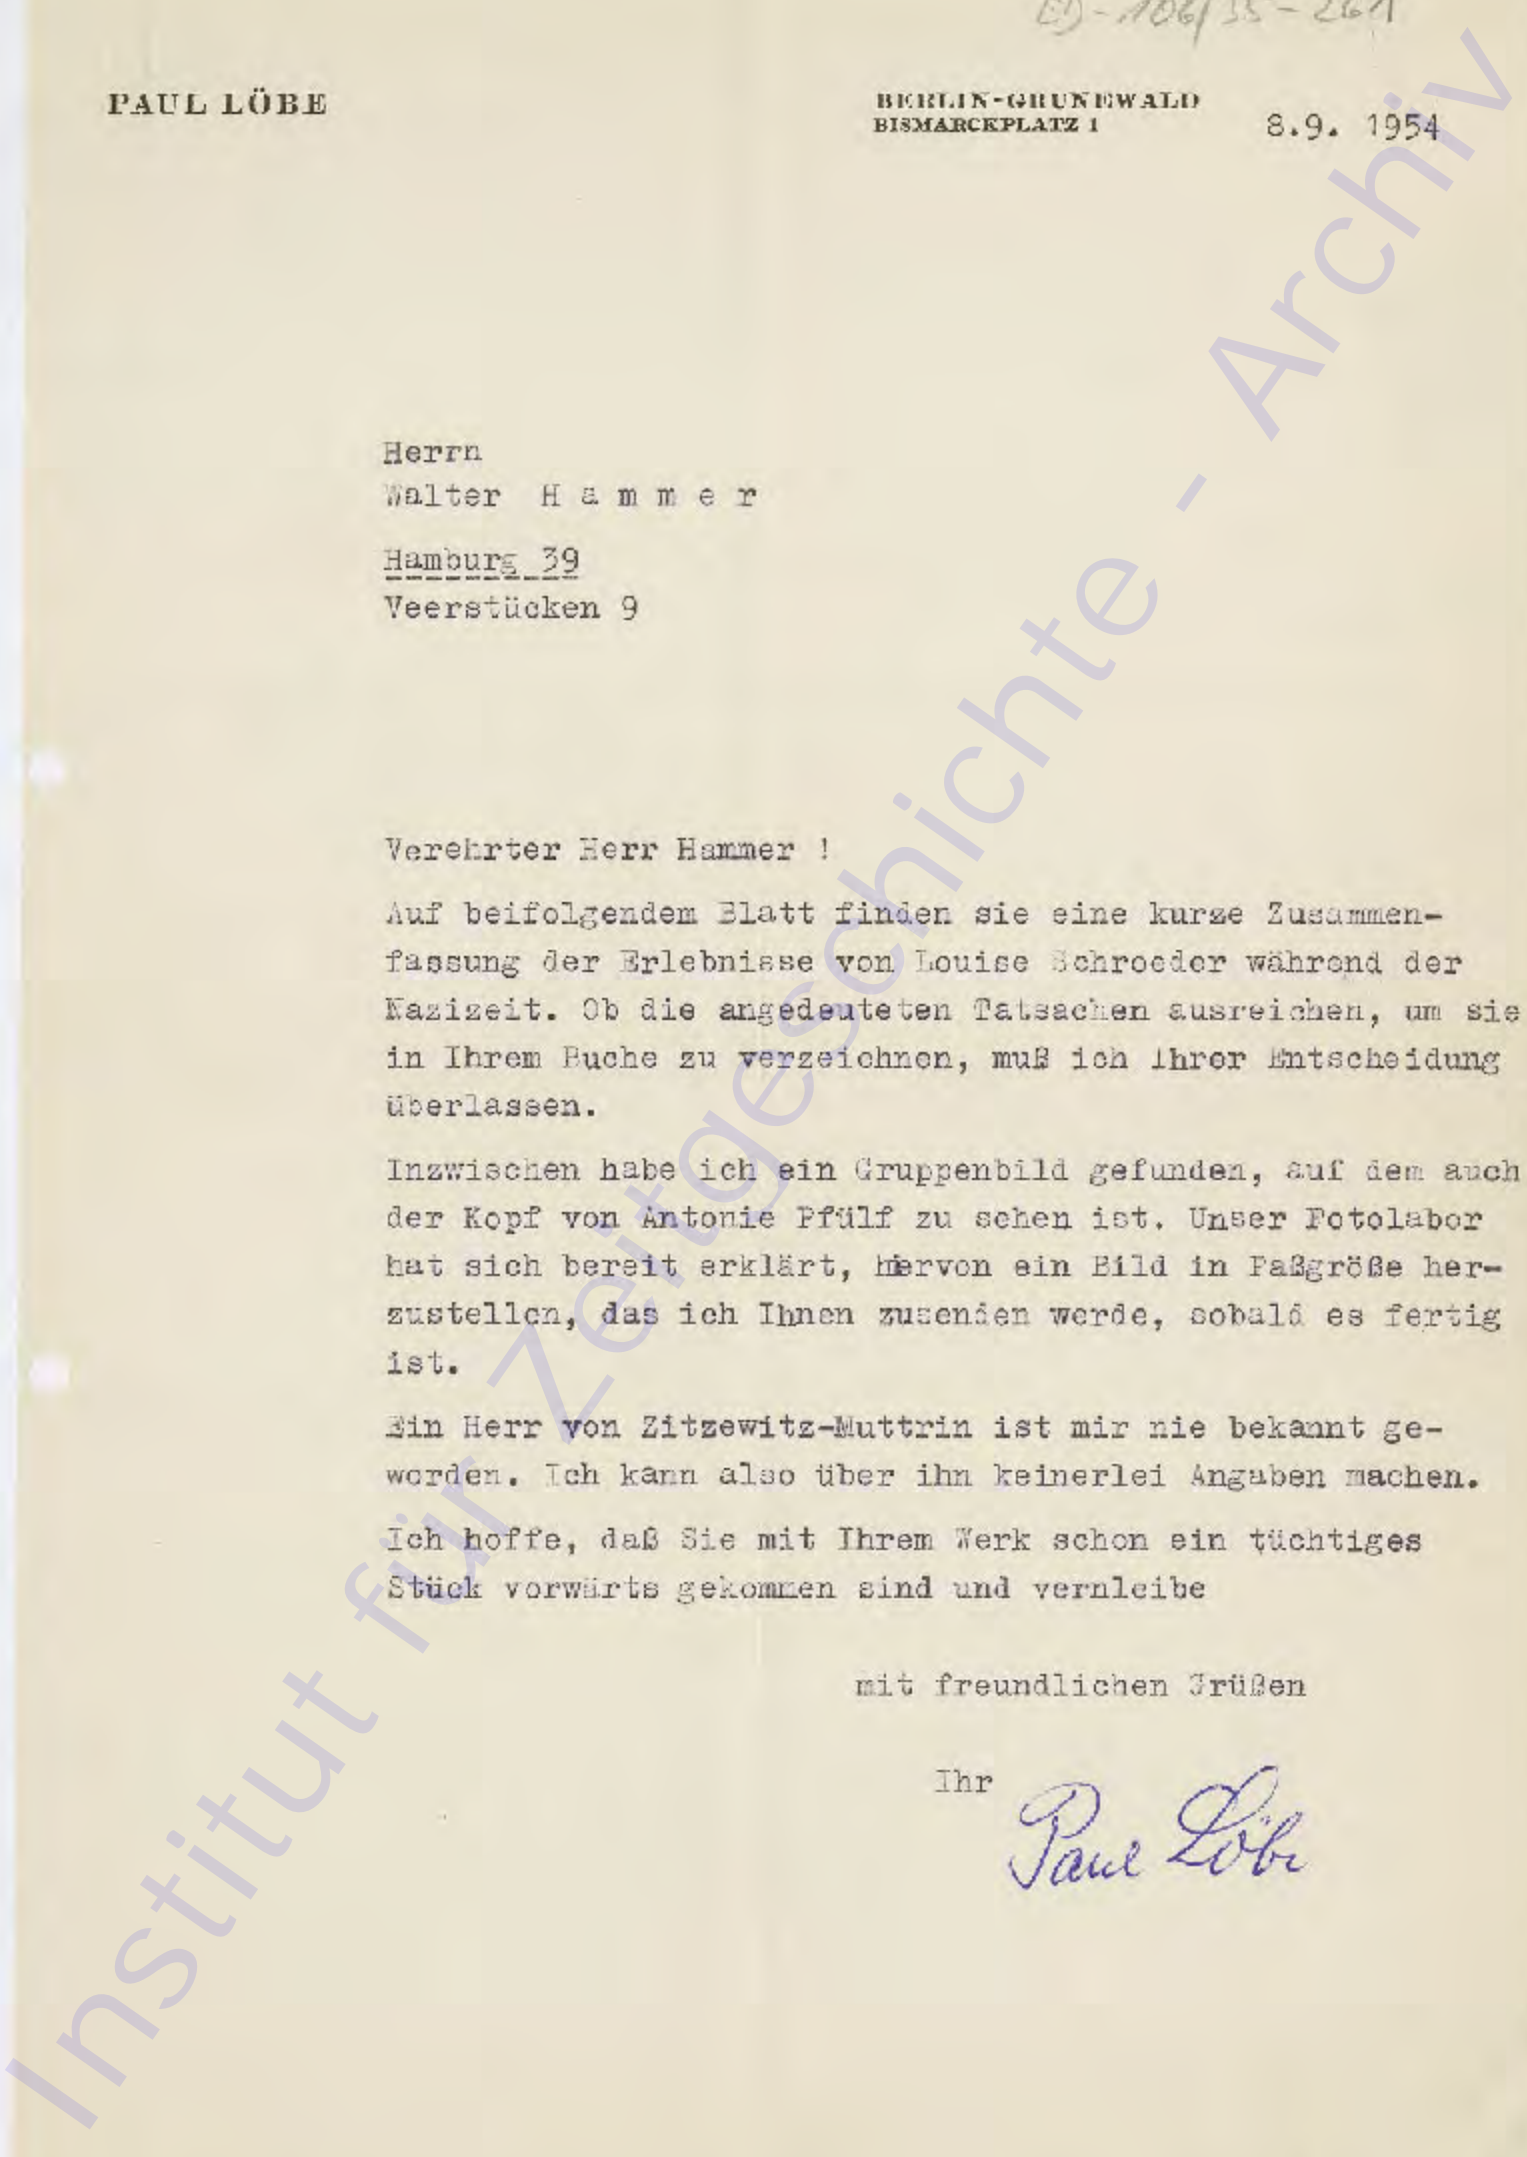 ED-106/35-261
PAUL LÖBE
BERLIN-GRUNEWALD
BISMARCKPLATZ 1
8.9. 1954
Herrn
Walter H a m m e r
Hamburg 39
Veerstücken 9
Verehrter Herr Hammer !
Auf beifolgendem Blatt finden sie eine kurze Zusammen-
fassung der Erlebnisse von Louise Schroeder während der
Nazizeit. Ob die angedeuteten Tatsachen ausreichen, um sie
in Ihrem Buche zu verzeichnen, muß ich Ihrer Entscheidung
überlassen.
Inzwischen habe ich ein Gruppenbild gefunden, auf dem auch
der Kopf von Antonie Pfülf zu sehen ist. Unser Fotolabor
hat sich bereit erklärt, hiervon ein Bild in Paßgröße her-
zustellen, das ich Ihnen zusenden werde, sobald es fertig
ist.
Ein Herr von Zitzewitz-Muttrin ist mir nie bekannt ge-
worden. Ich kann also über ihn keinerlei Angaben machen.
Ich hoffe, daß Sie mit Ihrem Werk schon ein tüchtiges
Stück vorwärts gekommen sind und verbleibe
mit freundlichen Grüßen
Ihr
Paul Löbe
Institut für Zeitgeschichte - Archiv